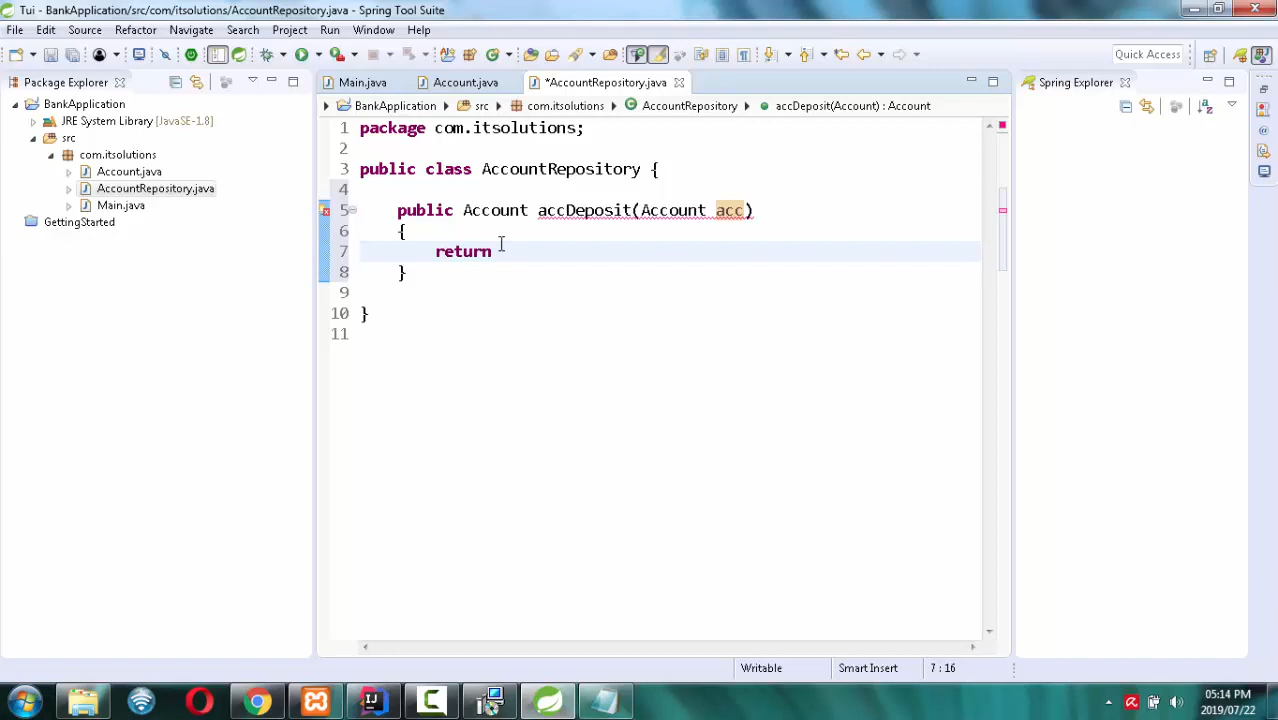 Tui - BankApplication/src/com/itsolutions/AccountRepository.java - Spring Tool Suite
File Edit Source Refactor Navigate Search Project Run Window Help
Quick Access
Package Explorer
Main.java
Account.java
*AccountRepository.java
Spring Explorer
BankApplication src com.itsolutions AccountRepository accDeposit(Account) : Account
BankApplication
JRE System Library [JavaSE-1.8]
src
com.itsolutions
Account.java
AccountRepository.java
Main.java
GettingStarted
1 package com.itsolutions;
2
3 public class AccountRepository {
4
5 public Account accDeposit(Account acc)
6 {
7 return
8 }
9
10 }
11
Writable
Smart Insert
7 : 16
05:14 PM
2019/07/22